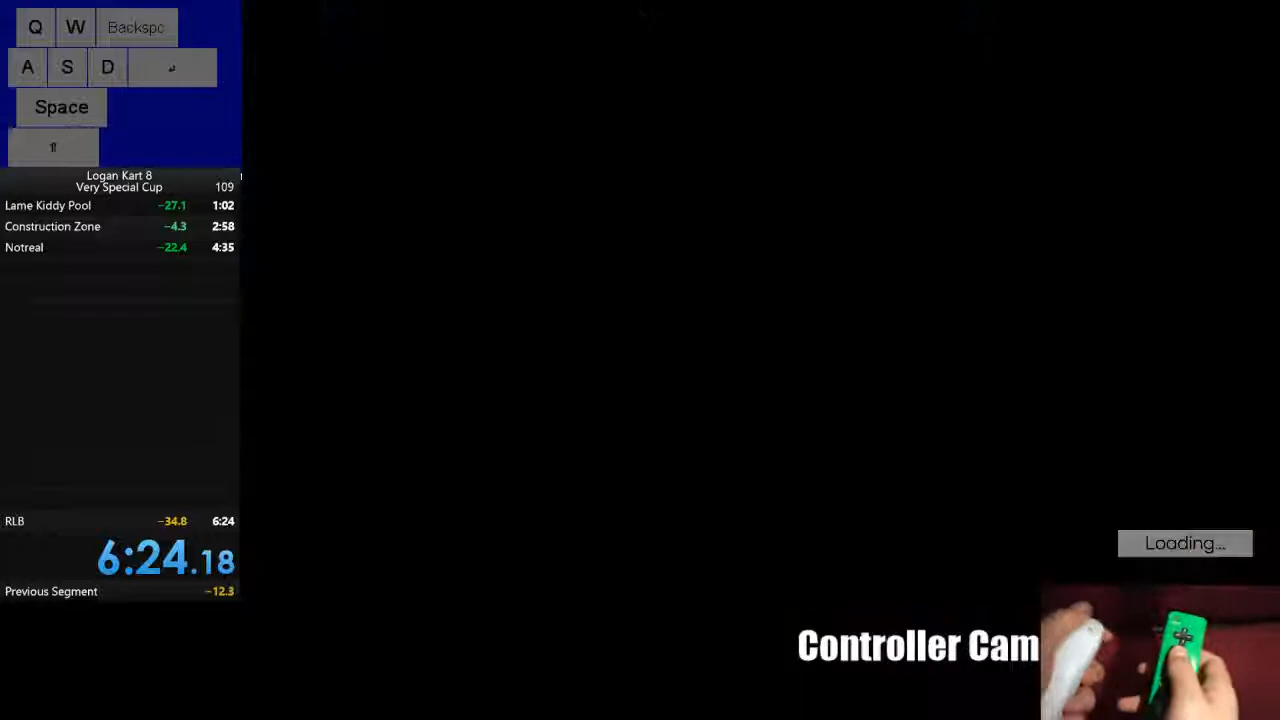 Q W Backspc
A S D ↲
Space
⇑
Logan Kart 8
Very Special Cup 109
Lame Kiddy Pool −27.1 1:02
Construction Zone −4.3 2:58
Notreal −22.4 4:35
RLB −34.8 6:24
6:24.18
Previous Segment −12.3
Loading...
Controller Cam